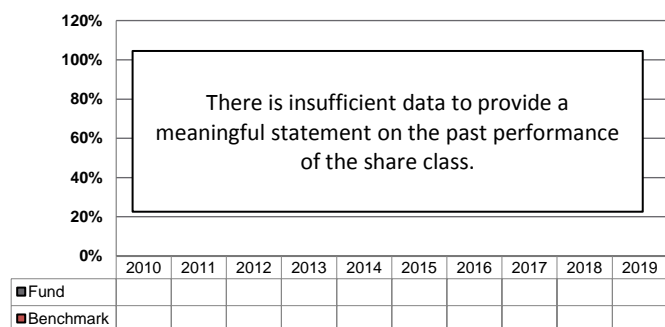 120%
100%
80%
60%
40%
20%
0%
There is insufficient data to provide a
meaningful statement on the past performance
of the share class.
2010 2011 2012 2013 2014 2015 2016 2017 2018 2019
Fund
Benchmark